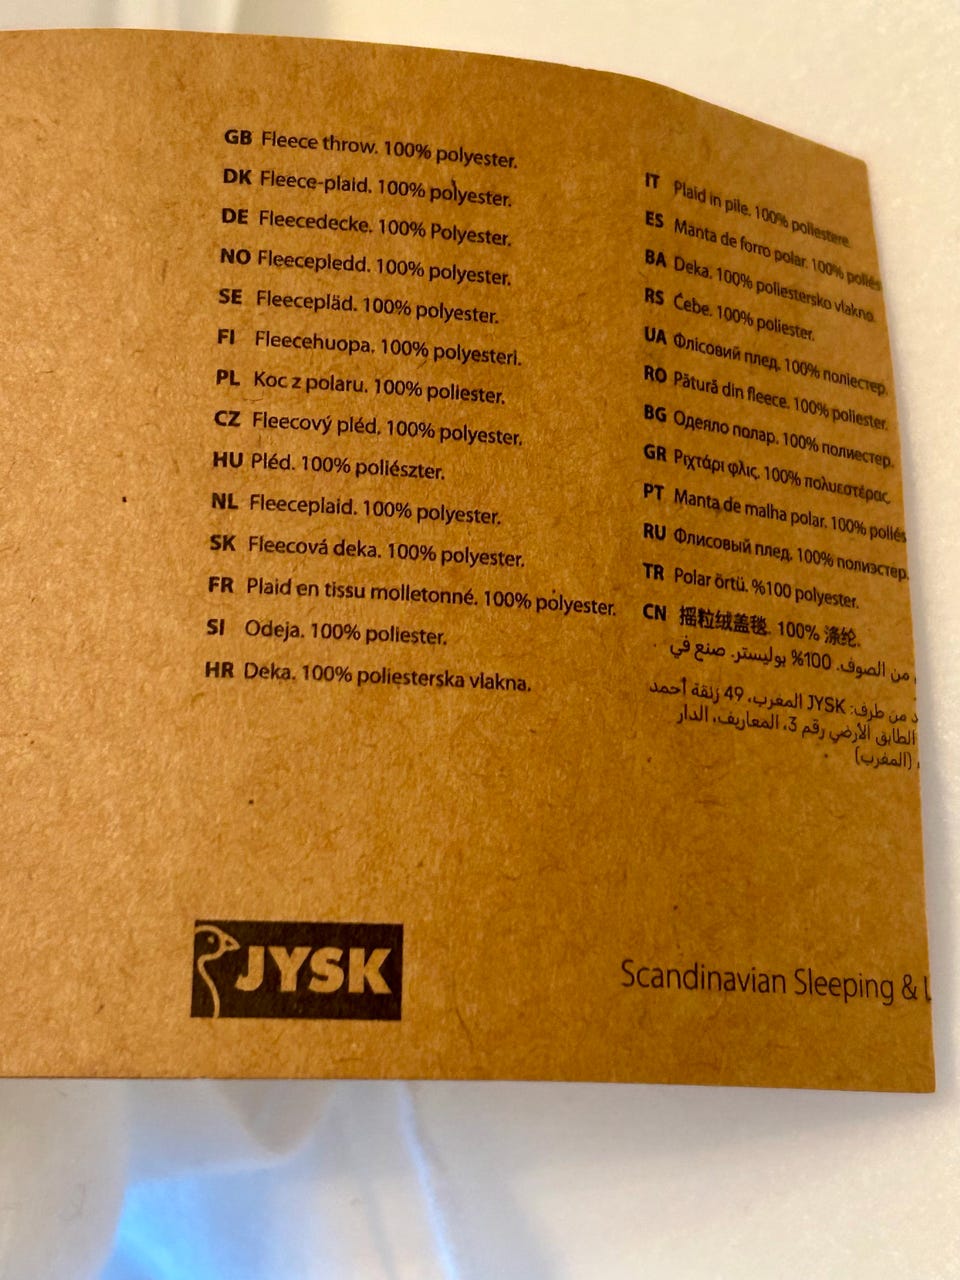 GB Fleece throw. 100% polyester.
DK Fleece-plaid. 100% polyester.
DE Fleecedecke. 100% Polyester.
NO Fleecepledd. 100% polyester.
SE Fleecepläd. 100% polyester.
FI Fleecehuopa. 100% polyesteri.
PL Koc z polaru. 100% poliester.
CZ Fleecový pléd. 100% polyester.
HU Pléd. 100% poliészter.
NL Fleeceplaid. 100% polyester.
SK Fleecová deka. 100% polyester.
FR Plaid en tissu molletonné. 100% polyester.
SI Odeja. 100% poliester.
HR Deka. 100% poliesterska vlakna.
IT Plaid in pile. 100% poliestere.
ES Manta de forro polar. 100% poliés
BA Deka. 100% poliestersko vlakno.
RS Ćebe. 100% poliester.
UA Флісовий плед. 100% поліестер.
RO Pătură din fleece. 100% poliester.
BG Одеяло полар. 100% полиестер.
GR Ριχτάρι φλις. 100% πολυεστέρας.
PT Manta de malha polar. 100% poliés
RU Флисовый плед. 100% полиэстер.
TR Polar örtü. %100 polyester.
CN 摇粒绒盖毯. 100% 涤纶.
من الصوف. 100% بوليستر. صنع في
من طرف: JYSK المغرب، 49 زنقة أحمد
الطابق الأرضي رقم 3، المعاريف، الدار
(المغرب)
JYSK
Scandinavian Sleeping &